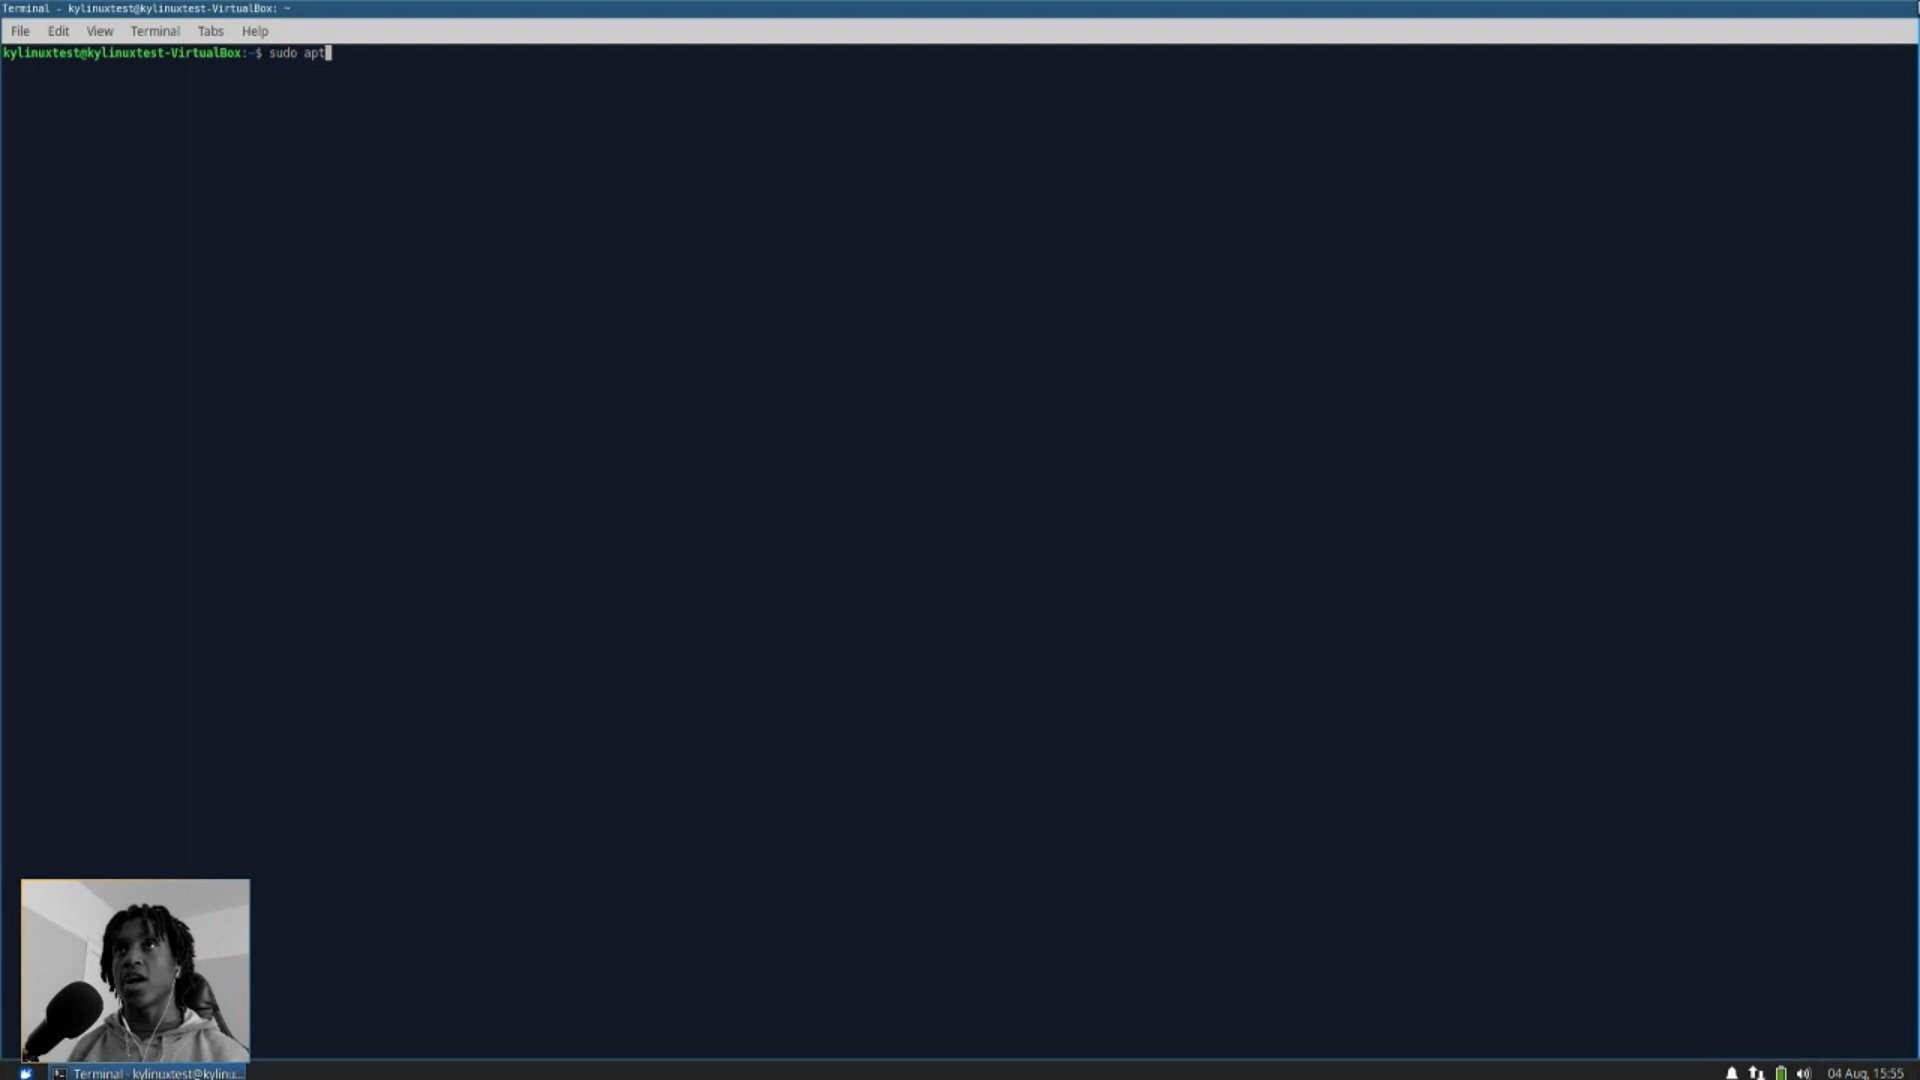 Terminal - kylinuxtest@kylinuxtest-VirtualBox: ~
File Edit View Terminal Tabs Help
kylinuxtest@kylinuxtest-VirtualBox:~$ sudo apt
Terminal - kylinuxtest@kylinu...
04 Aug, 15:55